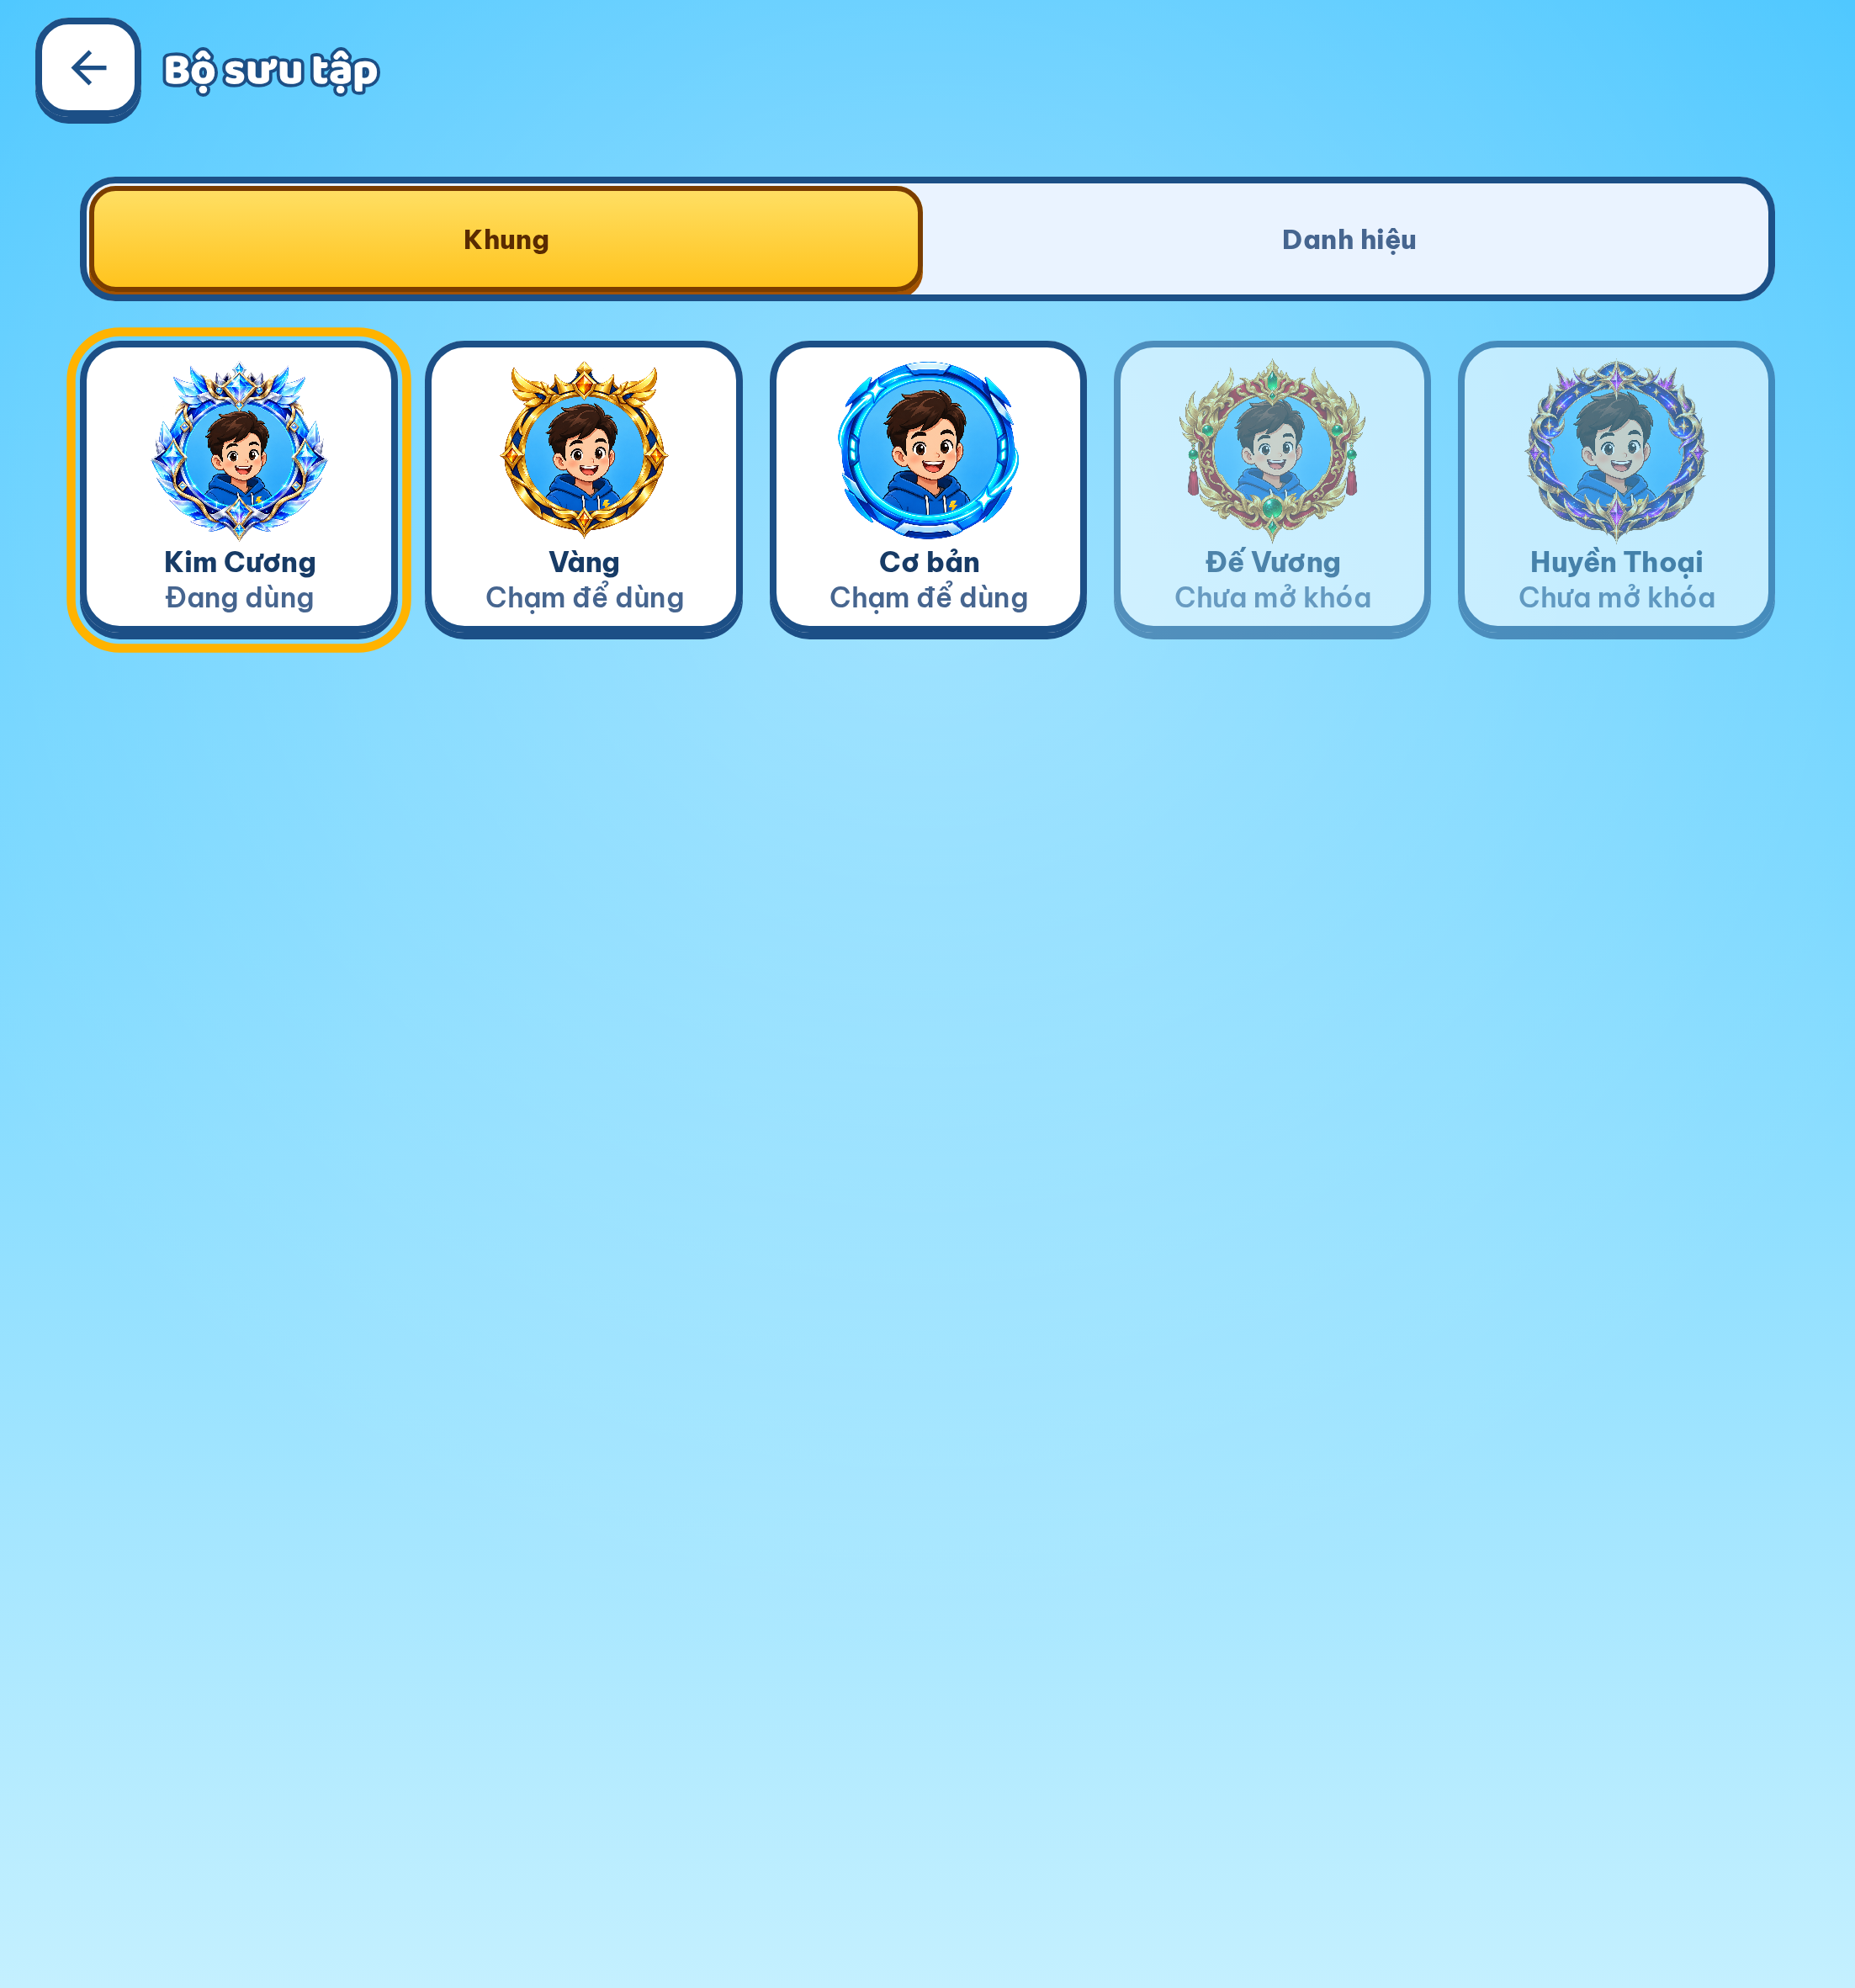 Bộ sưu tập
Khung
Danh hiệu
Kim Cương
Đang dùng
Vàng
Chạm để dùng
Cơ bản
Chạm để dùng
Đế Vương
Chưa mở khóa
Huyền Thoại
Chưa mở khóa